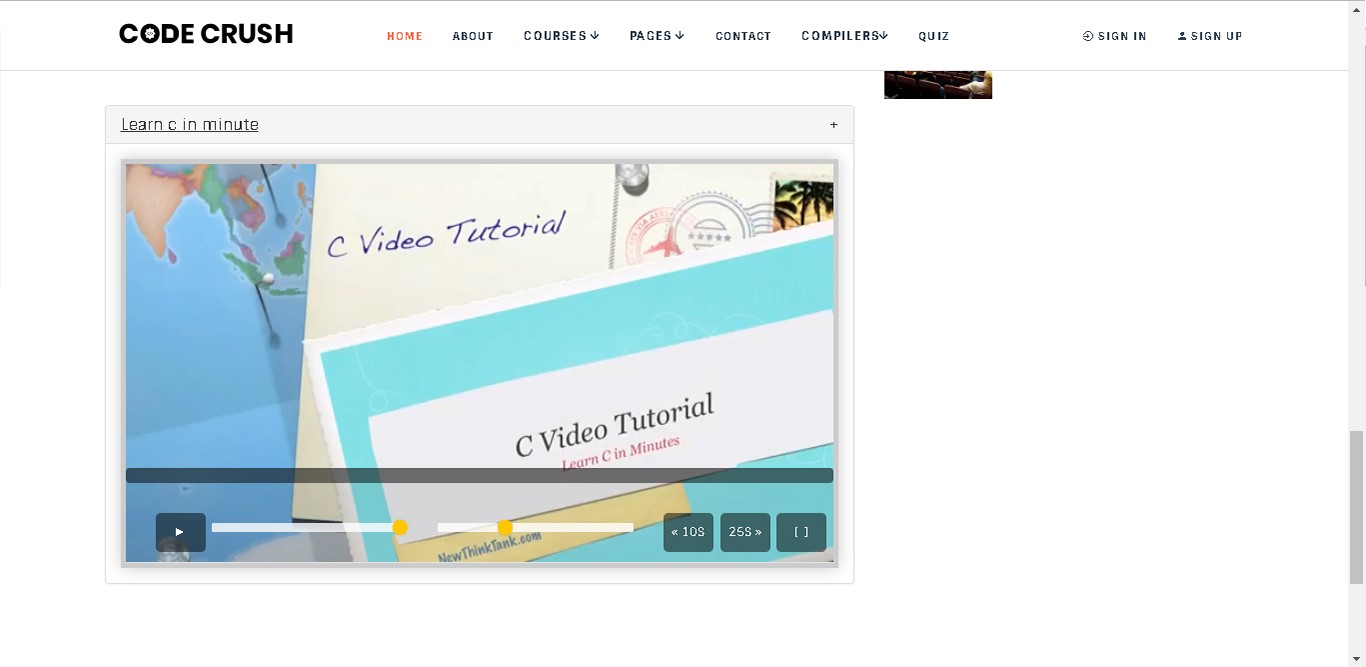 CODE CRUSH
HOME ABOUT COURSES PAGES CONTACT COMPILERS QUIZ SIGN IN SIGN UP
Learn c in minute +
C Video Tutorial
C Video Tutorial
Learn C in Minutes
« 10S 25S » [ ]
NewThinkTank.com